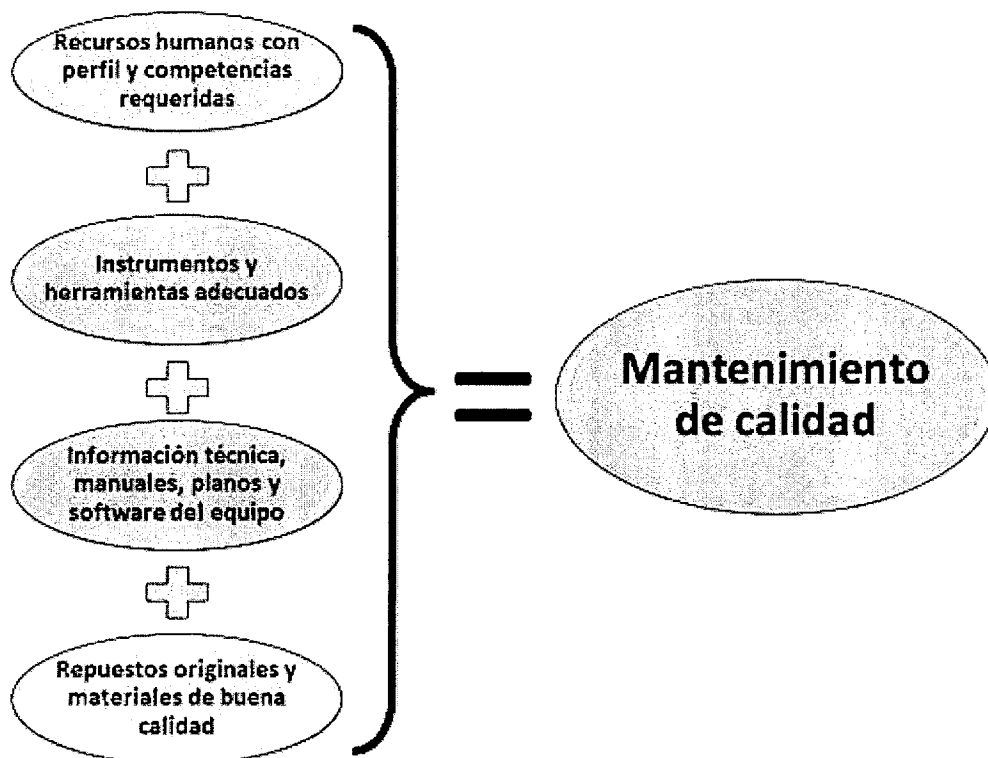 Recursos humanos con
perfil y competencias
requeridas
Instrumentos y
herramientas adecuados
Información técnica,
manuales, planos y
software del equipo
Repuestos originales y
materiales de buena
calidad
=
Mantenimiento
de calidad